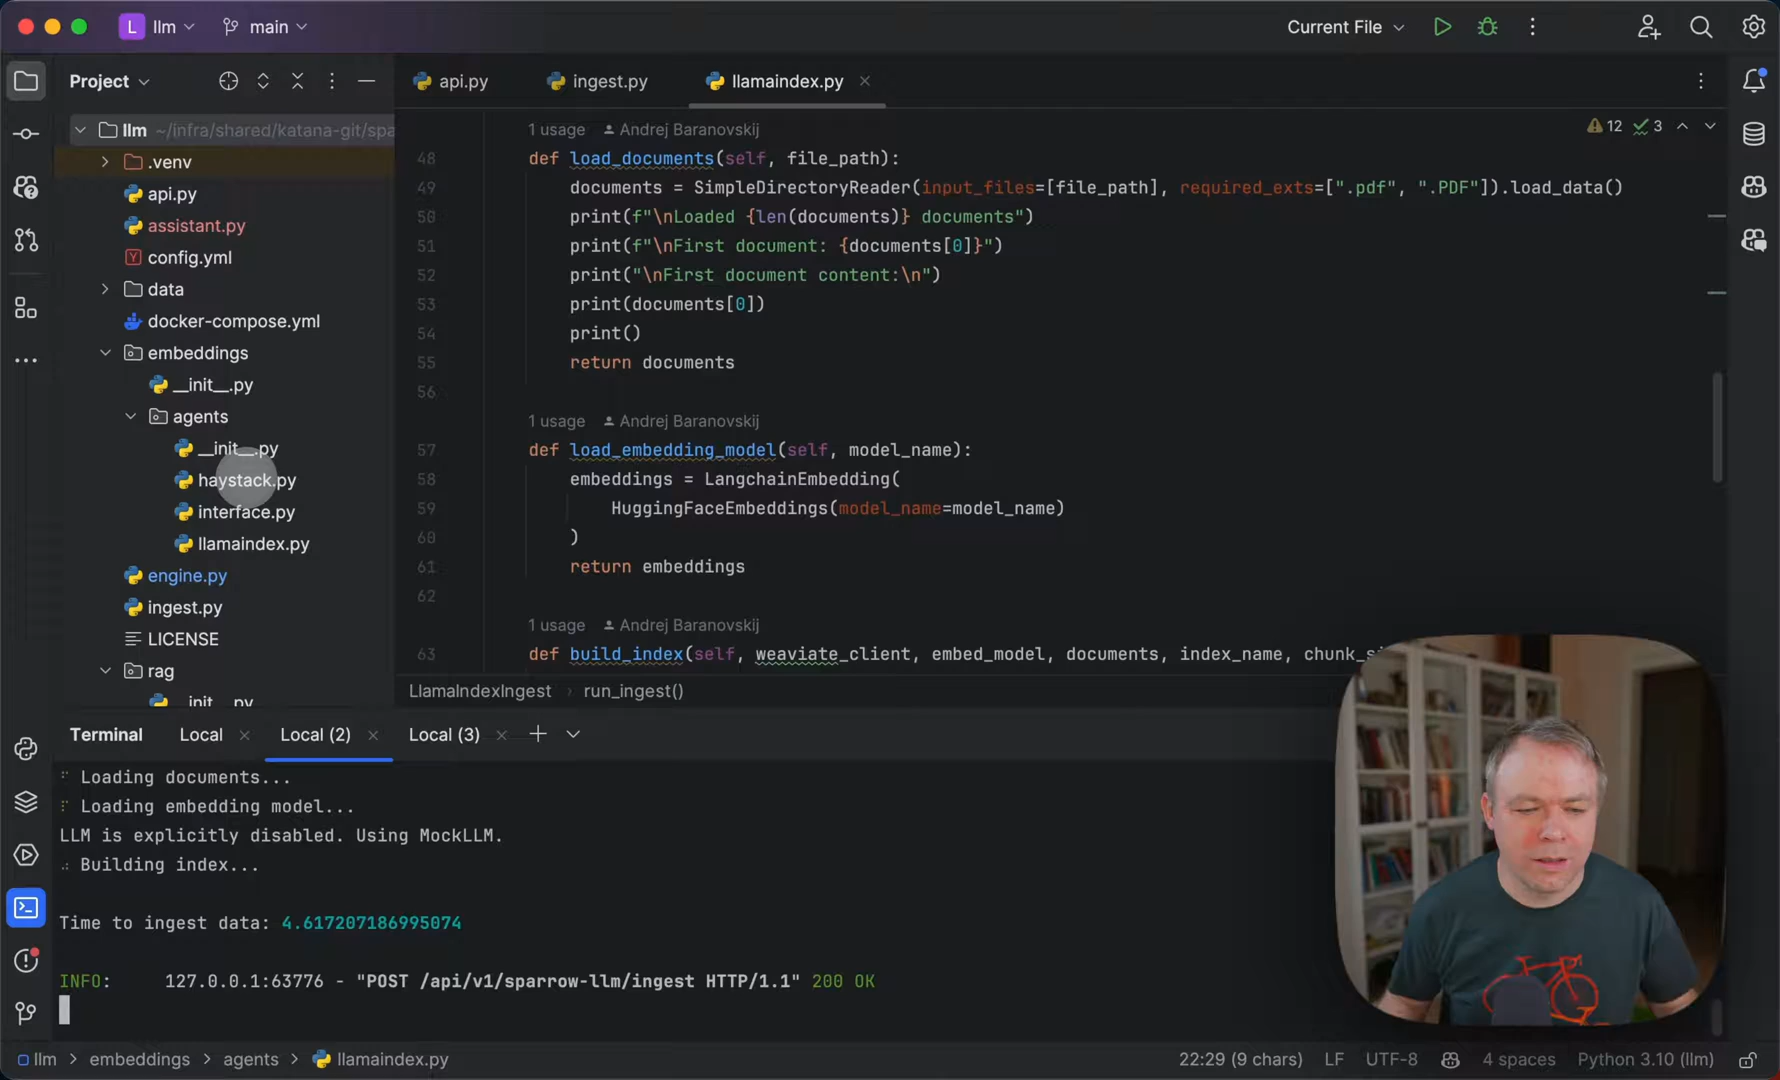 L llm main Current File
Project
llm ~/infra/shared/katana-git/spa
.venv
api.py
assistant.py
config.yml
data
docker-compose.yml
embeddings
__init__.py
agents
__init__.py
haystack.py
interface.py
llamaindex.py
engine.py
ingest.py
LICENSE
rag
__init__.py
api.py ingest.py llamaindex.py
12 3
1 usage Andrej Baranovskij
48 def load_documents(self, file_path):
49 documents = SimpleDirectoryReader(input_files=[file_path], required_exts=[".pdf", ".PDF"]).load_data()
50 print(f"\nLoaded {len(documents)} documents")
51 print(f"\nFirst document: {documents[0]}")
52 print("\nFirst document content:\n")
53 print(documents[0])
54 print()
55 return documents
56
1 usage Andrej Baranovskij
57 def load_embedding_model(self, model_name):
58 embeddings = LangchainEmbedding(
59 HuggingFaceEmbeddings(model_name=model_name)
60 )
61 return embeddings
62
1 usage Andrej Baranovskij
63 def build_index(self, weaviate_client, embed_model, documents, index_name, chunk_si
LlamaIndexIngest › run_ingest()
Terminal Local Local (2) Local (3)
Loading documents...
Loading embedding model...
LLM is explicitly disabled. Using MockLLM.
Building index...
Time to ingest data: 4.617207186995074
INFO: 127.0.0.1:63776 - "POST /api/v1/sparrow-llm/ingest HTTP/1.1" 200 OK
llm > embeddings > agents > llamaindex.py
22:29 (9 chars) LF UTF-8 4 spaces Python 3.10 (llm)